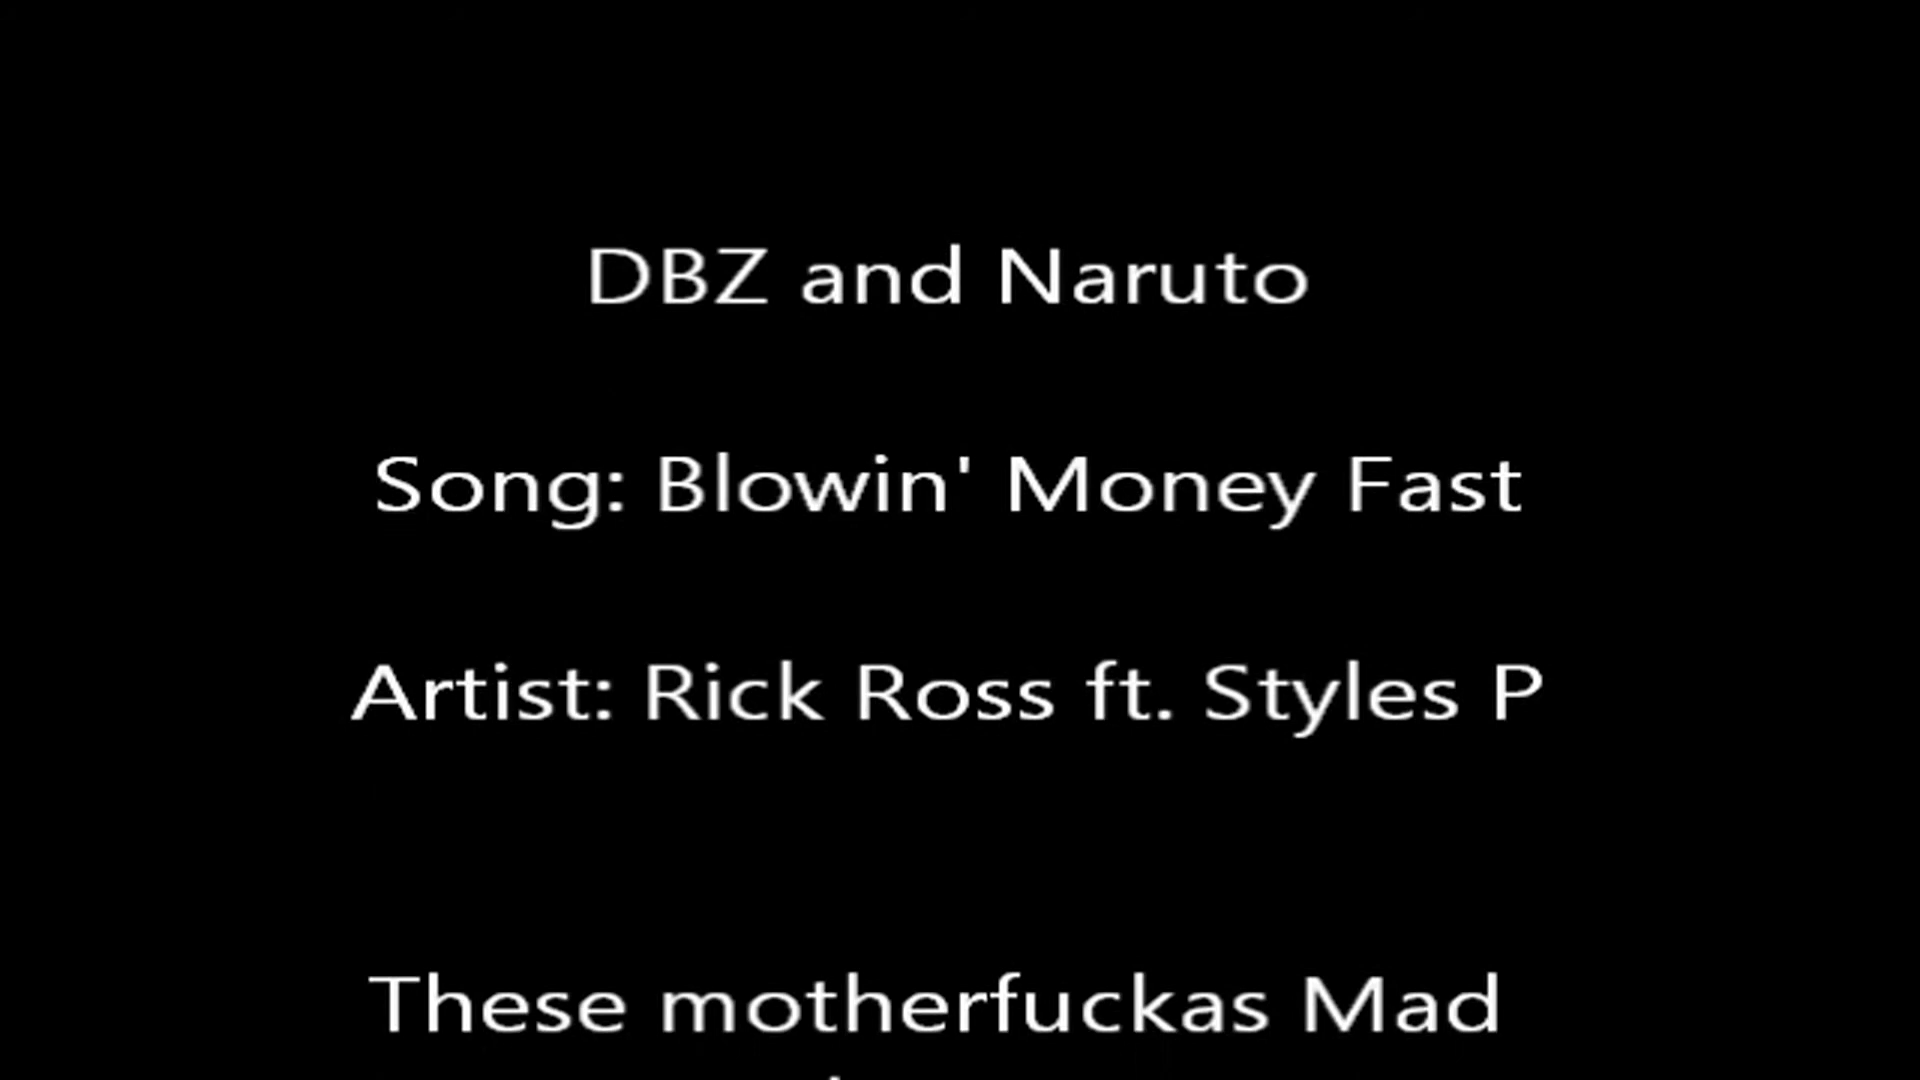 DBZ and Naruto
Song: Blowin' Money Fast
Artist: Rick Ross ft. Styles P
These motherfuckas Mad